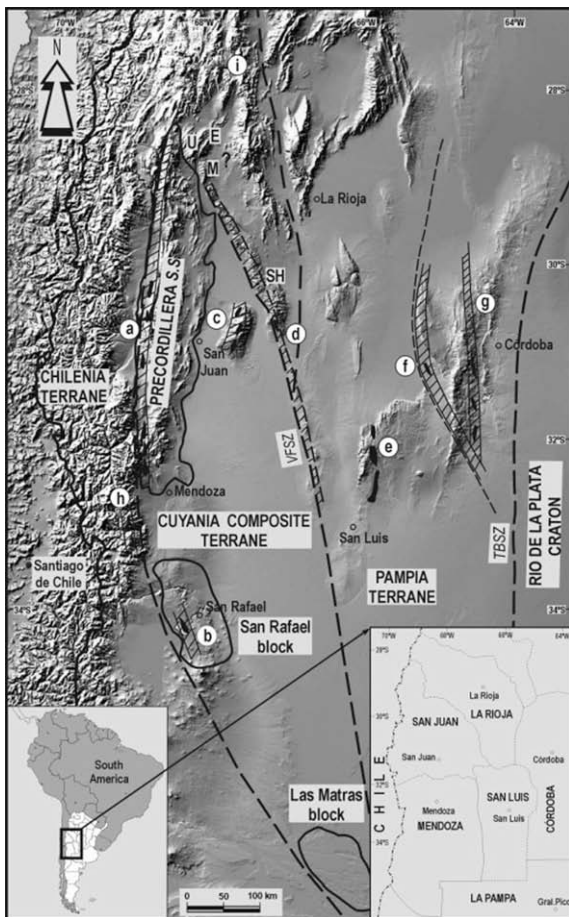 70°W
68°W
66°W
64°W
N
i
28°S
28°S
E
U
?
M
La Rioja
30°S
SH
PRECORDILLERA S.S.
g
c
a
d
San
Juan
Córdoba
f
CHILENIA
TERRANE
VFSZ
32°S
e
h
Mendoza
CUYANIA COMPOSITE
TERRANE
San Luis
TBSZ
RIO DE LA PLATA
CRATON
Santiago
de Chile
PAMPIA
TERRANE
34°S
34°S
San Rafael
b
San Rafael
block
70°W
68°W
66°W
64°W
28°S
La Rioja
LA RIOJA
30°S
SAN JUAN
San Juan
Córdoba
South
America
CHILE
Mendoza
MENDOZA
SAN LUIS
San Luis
CÓRDOBA
34°S
Las Matras
block
LA PAMPA
Gral.Pico
0
50
100 km